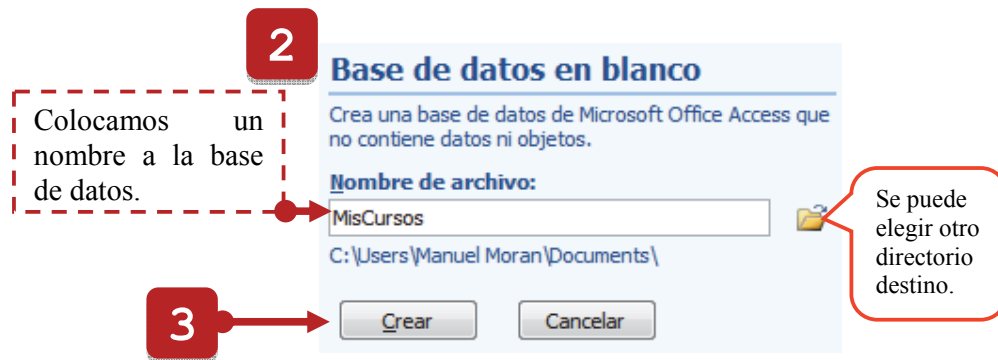 2
Base de datos en blanco
Crea una base de datos de Microsoft Office Access que
no contiene datos ni objetos.
Colocamos un
nombre a la base
de datos.
Nombre de archivo:
MisCursos
C:\Users\Manuel Moran\Documents\
Se puede
elegir otro
directorio
destino.
3
Crear
Cancelar